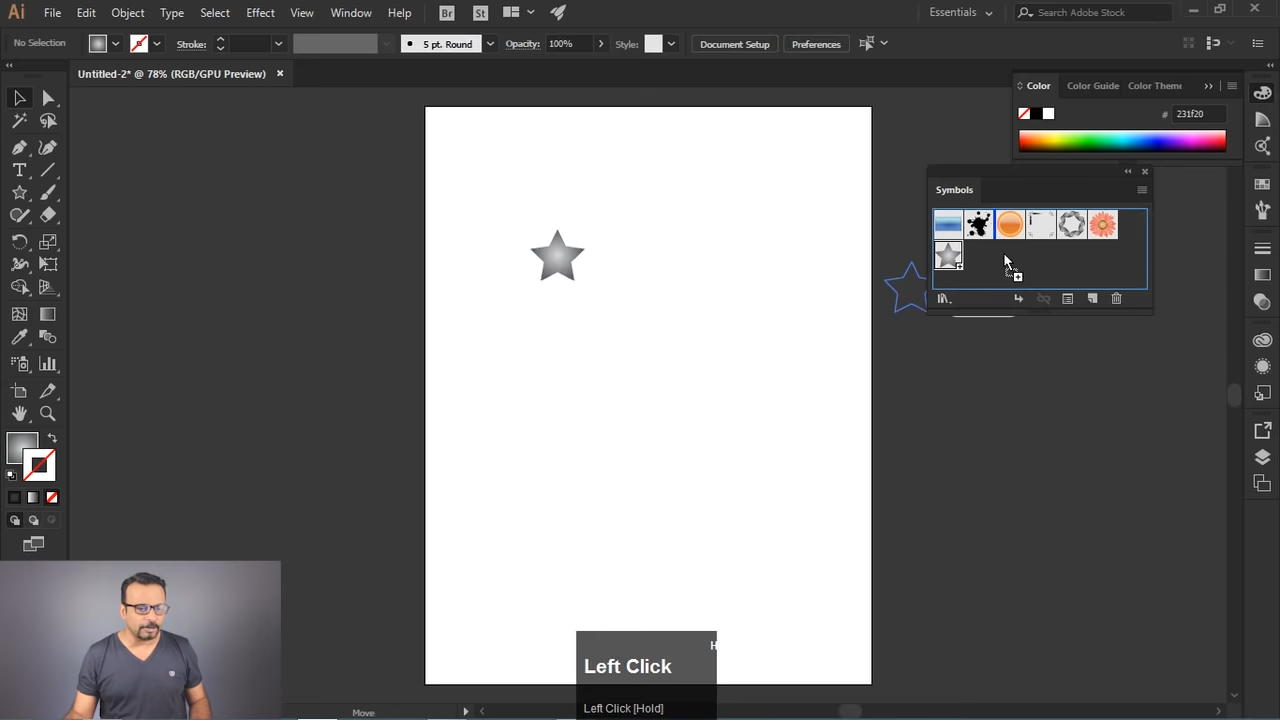 Ai File Edit Object Type Select Effect View Window Help Br St Essentials Search Adobe Stock
No Selection Stroke: 5 pt. Round Opacity: 100% Style: Document Setup Preferences
Untitled-2* @ 78% (RGB/GPU Preview) ×
Color Color Guide Color Theme
# 231f20
Symbols
H
Left Click
Left Click [Hold]
Move